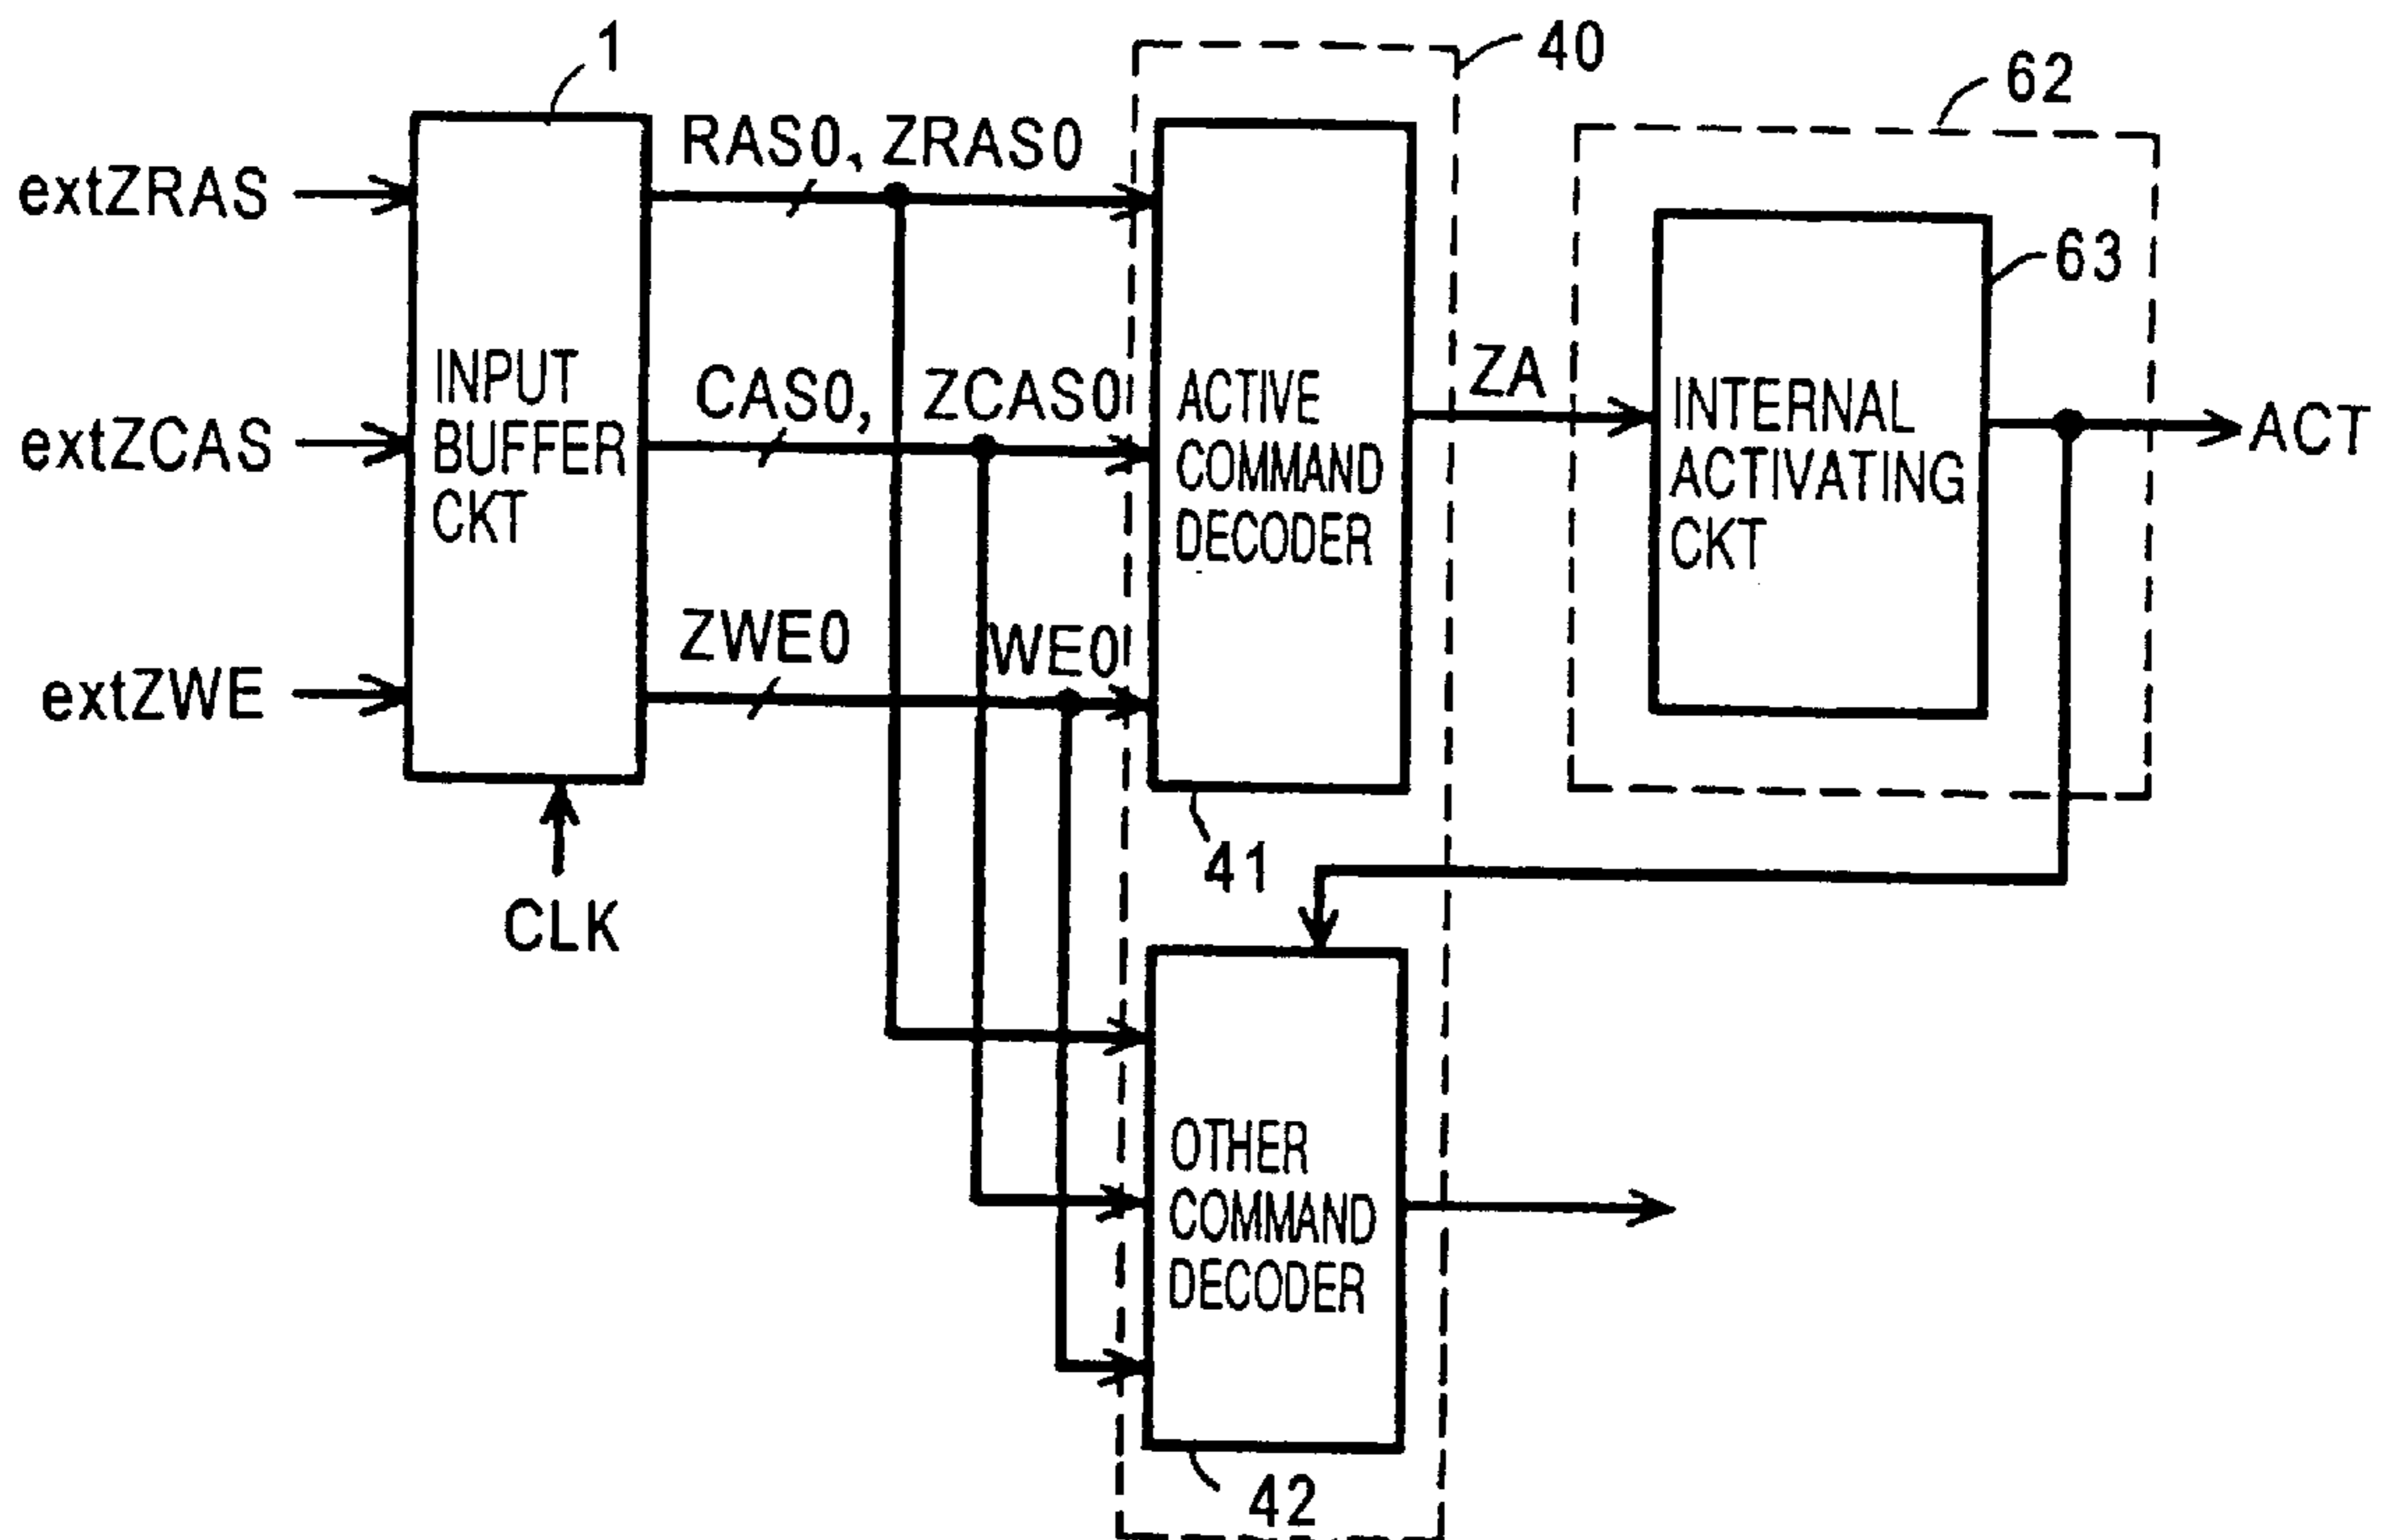 1
40
62
RAS0, ZRAS0
extZRAS
63
INPUT
BUFFER
CKT
CAS0, ZCAS0
ACTIVE
COMMAND
DECODER
ZA
INTERNAL
ACTIVATING
CKT
ACT
extZCAS
ZWE0 WE0
extZWE
41
CLK
OTHER
COMMAND
DECODER
42